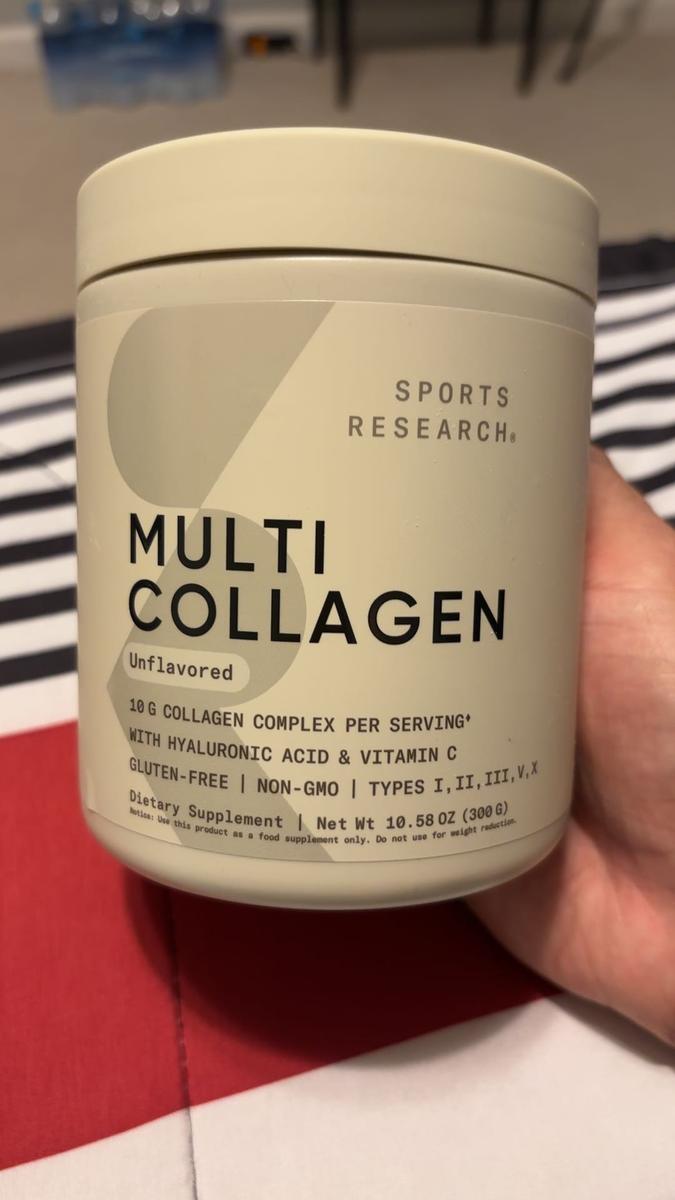 SPORTS
RESEARCH®
MULTI
COLLAGEN
Unflavored
10 G COLLAGEN COMPLEX PER SERVING♦
WITH HYALURONIC ACID & VITAMIN C
GLUTEN-FREE | NON-GMO | TYPES I,II,III,V,X
Dietary Supplement | Net Wt 10.58 OZ (300 G)
Notice: Use this product as a food supplement only. Do not use for weight reduction.